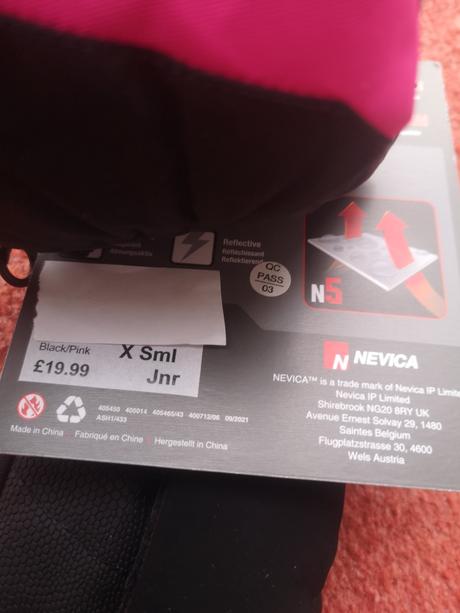 Reflective
Réfléchissant
Reflektierend
QC
PASS
03
N5
Black/Pink
X Sml
£19.99
Jnr
N NEVICA
NEVICA™ is a trade mark of Nevica IP
Nevica IP Limited
Shirebrook NG20 8RY UK
Avenue Ernest Solvay 29, 1480
Saintes Belgium
Flugplatzstrasse 30, 4600
Wels Austria
405450 400014 405465/43 400712/06 09/2021
ASH1/433
Made in China Fabriqué en Chine Hergestellt in China